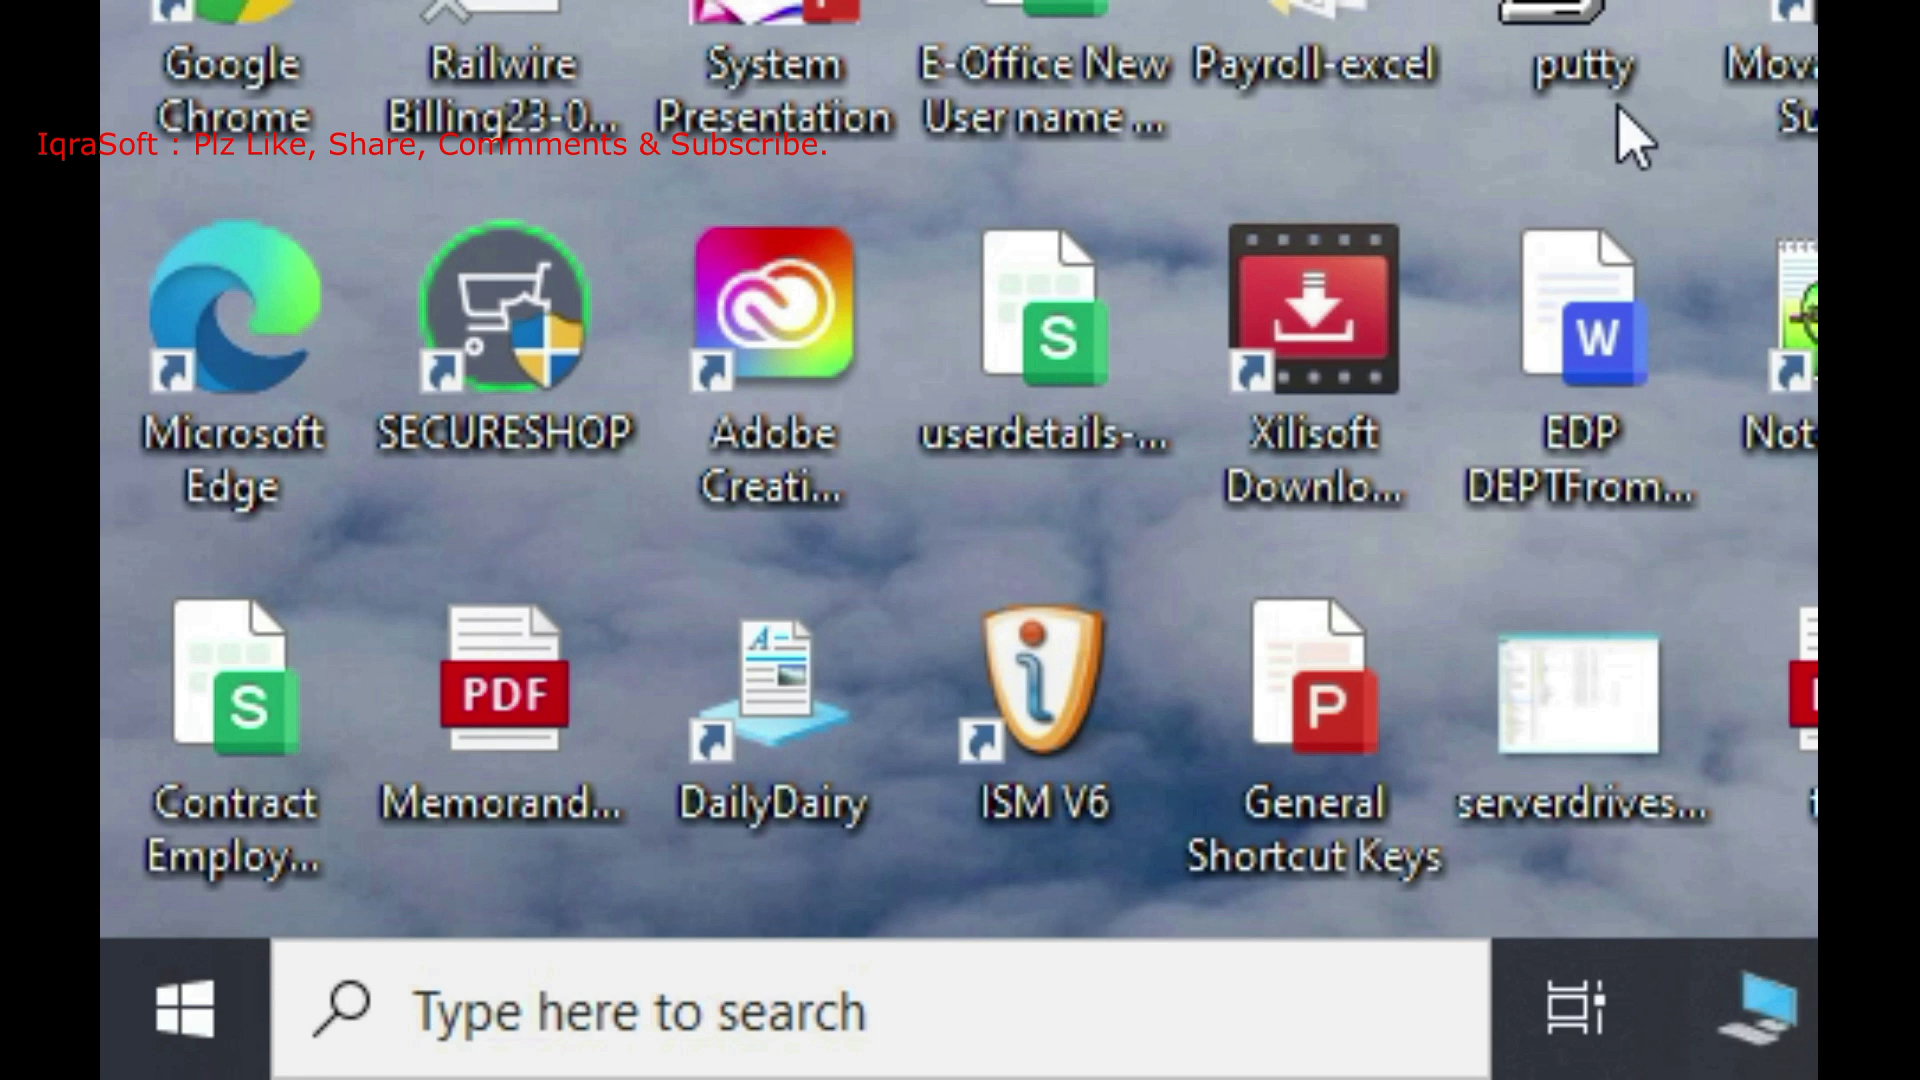 Google Chrome
Railwire Billing23-0...
System Presentation
E-Office New User name ...
Payroll-excel
putty
IqraSoft : Plz Like, Share, Commments & Subscribe.
Microsoft Edge
SECURESHOP
Adobe Creati...
userdetails-...
S
Xilisoft Downlo...
EDP DEPTFrom...
W
Not
Contract Employ...
S
Memorand...
PDF
DailyDairy
ISM V6
General Shortcut Keys
P
serverdrives...
Type here to search